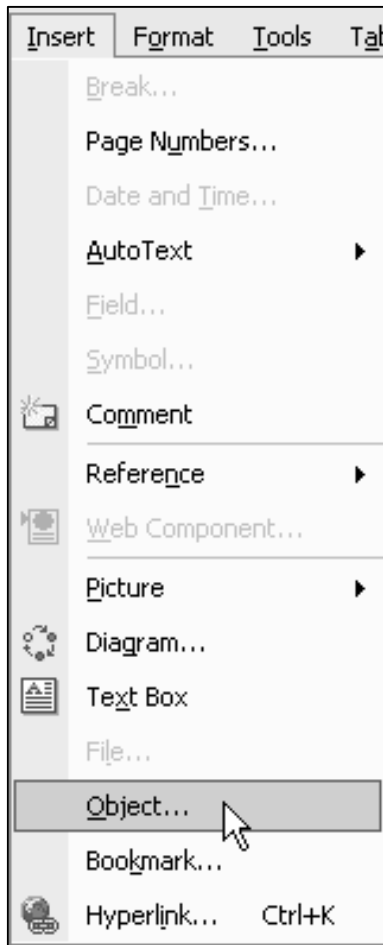 Insert Format Tools Tab
Break...
Page Numbers...
Date and Time...
AutoText
Field...
Symbol...
Comment
Reference
Web Component...
Picture
Diagram...
Text Box
File...
Object...
Bookmark...
Hyperlink... Ctrl+K